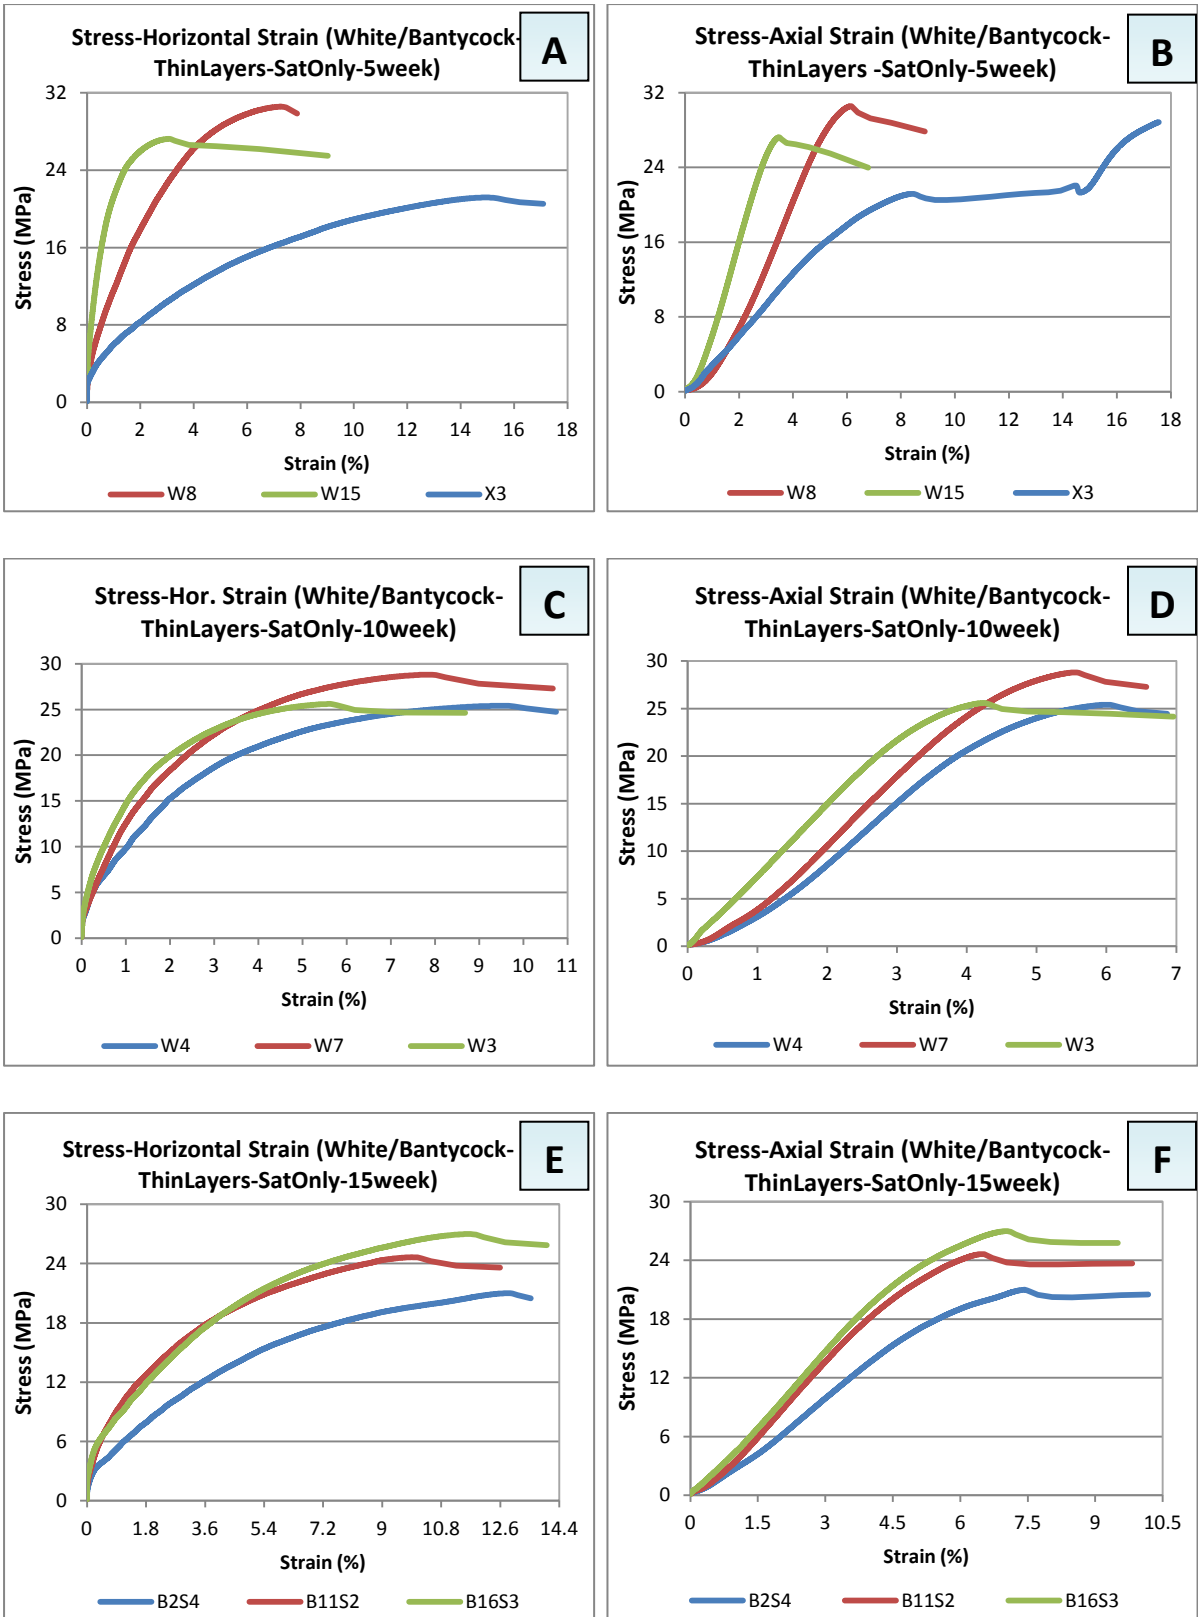 Stress-Horizontal Strain (White/Bantycock-
ThinLayers-SatOnly-5week)
A
Stress (MPa)
32
24
16
8
0
0 2 4 6 8 10 12 14 16 18
Strain (%)
W8 W15 X3
Stress-Axial Strain (White/Bantycock-
ThinLayers -SatOnly-5week)
B
Stress (MPa)
32
24
16
8
0
0 2 4 6 8 10 12 14 16 18
Strain (%)
W8 W15 X3
Stress-Hor. Strain (White/Bantycock-
ThinLayers-SatOnly-10week)
C
Stress (MPa)
30
25
20
15
10
5
0
0 1 2 3 4 5 6 7 8 9 10 11
Strain (%)
W4 W7 W3
Stress-Axial Strain (White/Bantycock-
ThinLayers-SatOnly-10week)
D
Stress (MPa)
30
25
20
15
10
5
0
0 1 2 3 4 5 6 7
Strain (%)
W4 W7 W3
Stress-Horizontal Strain (White/Bantycock-
ThinLayers-SatOnly-15week)
E
Stress (MPa)
30
24
18
12
6
0
0 1.8 3.6 5.4 7.2 9 10.8 12.6 14.4
Strain (%)
B2S4 B11S2 B16S3
Stress-Axial Strain (White/Bantycock-
ThinLayers-SatOnly-15week)
F
Stress (MPa)
30
24
18
12
6
0
0 1.5 3 4.5 6 7.5 9 10.5
Strain (%)
B2S4 B11S2 B16S3